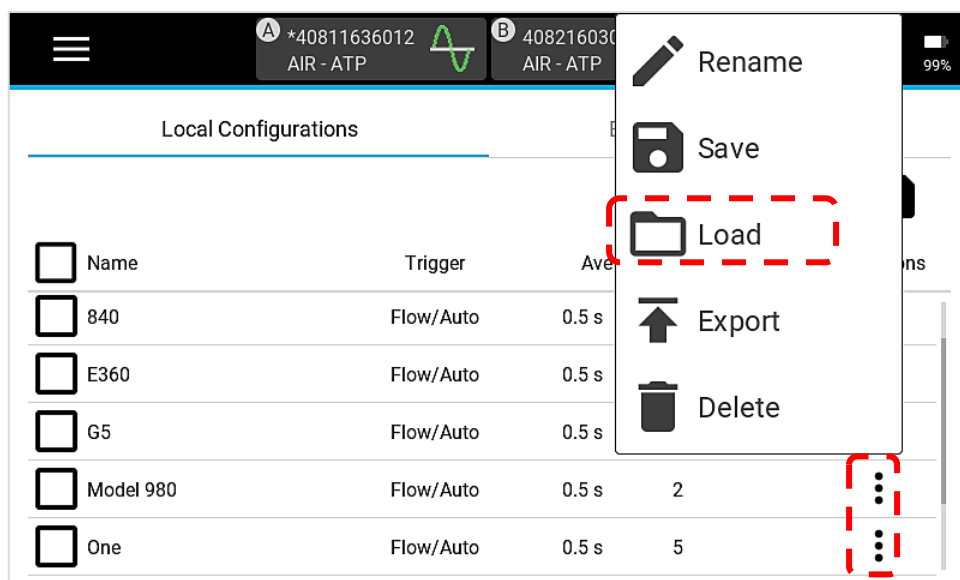 A *40811636012
AIR - ATP
B 408216030
AIR - ATP
99%
Rename
Save
Load
Export
Delete
Local Configurations
Name Trigger Ave ons
840 Flow/Auto 0.5 s
E360 Flow/Auto 0.5 s
G5 Flow/Auto 0.5 s
Model 980 Flow/Auto 0.5 s 2
One Flow/Auto 0.5 s 5